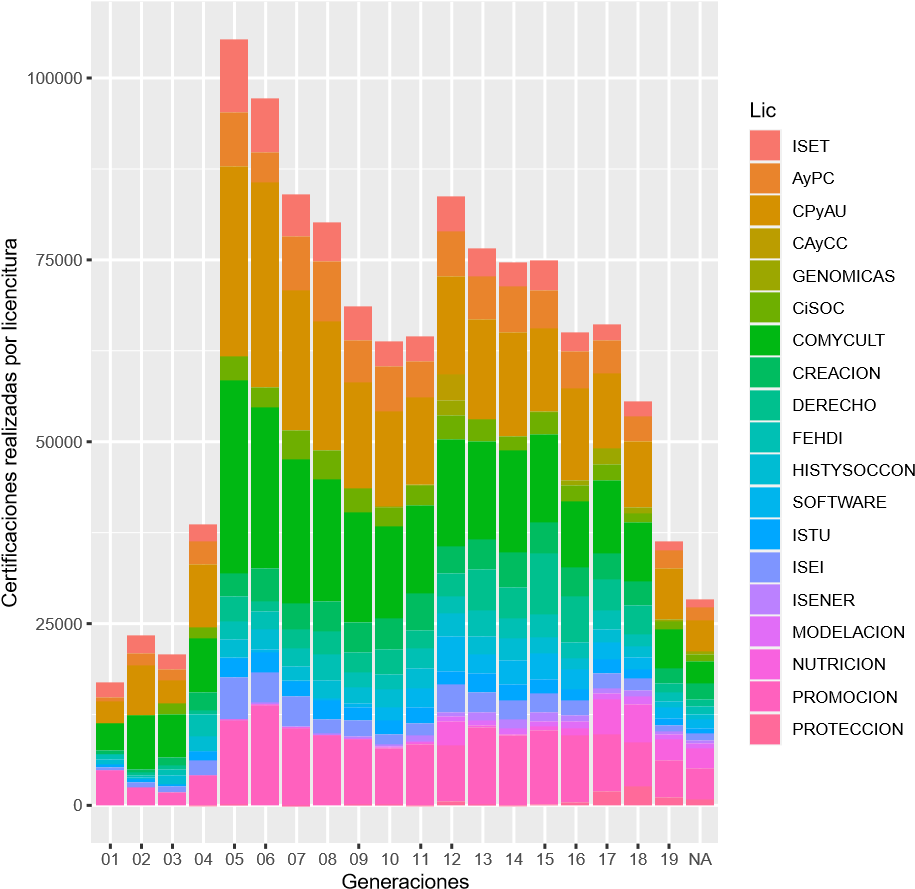 Certificaciones realizadas por licencitura
100000
75000
50000
25000
0
01 02 03 04 05 06 07 08 09 10 11 12 13 14 15 16 17 18 19 NA
Generaciones
Lic
ISET
AyPC
CPyAU
CAyCC
GENOMICAS
CiSOC
COMYCULT
CREACION
DERECHO
FEHDI
HISTYSOCCON
SOFTWARE
ISTU
ISEI
ISENER
MODELACION
NUTRICION
PROMOCION
PROTECCION